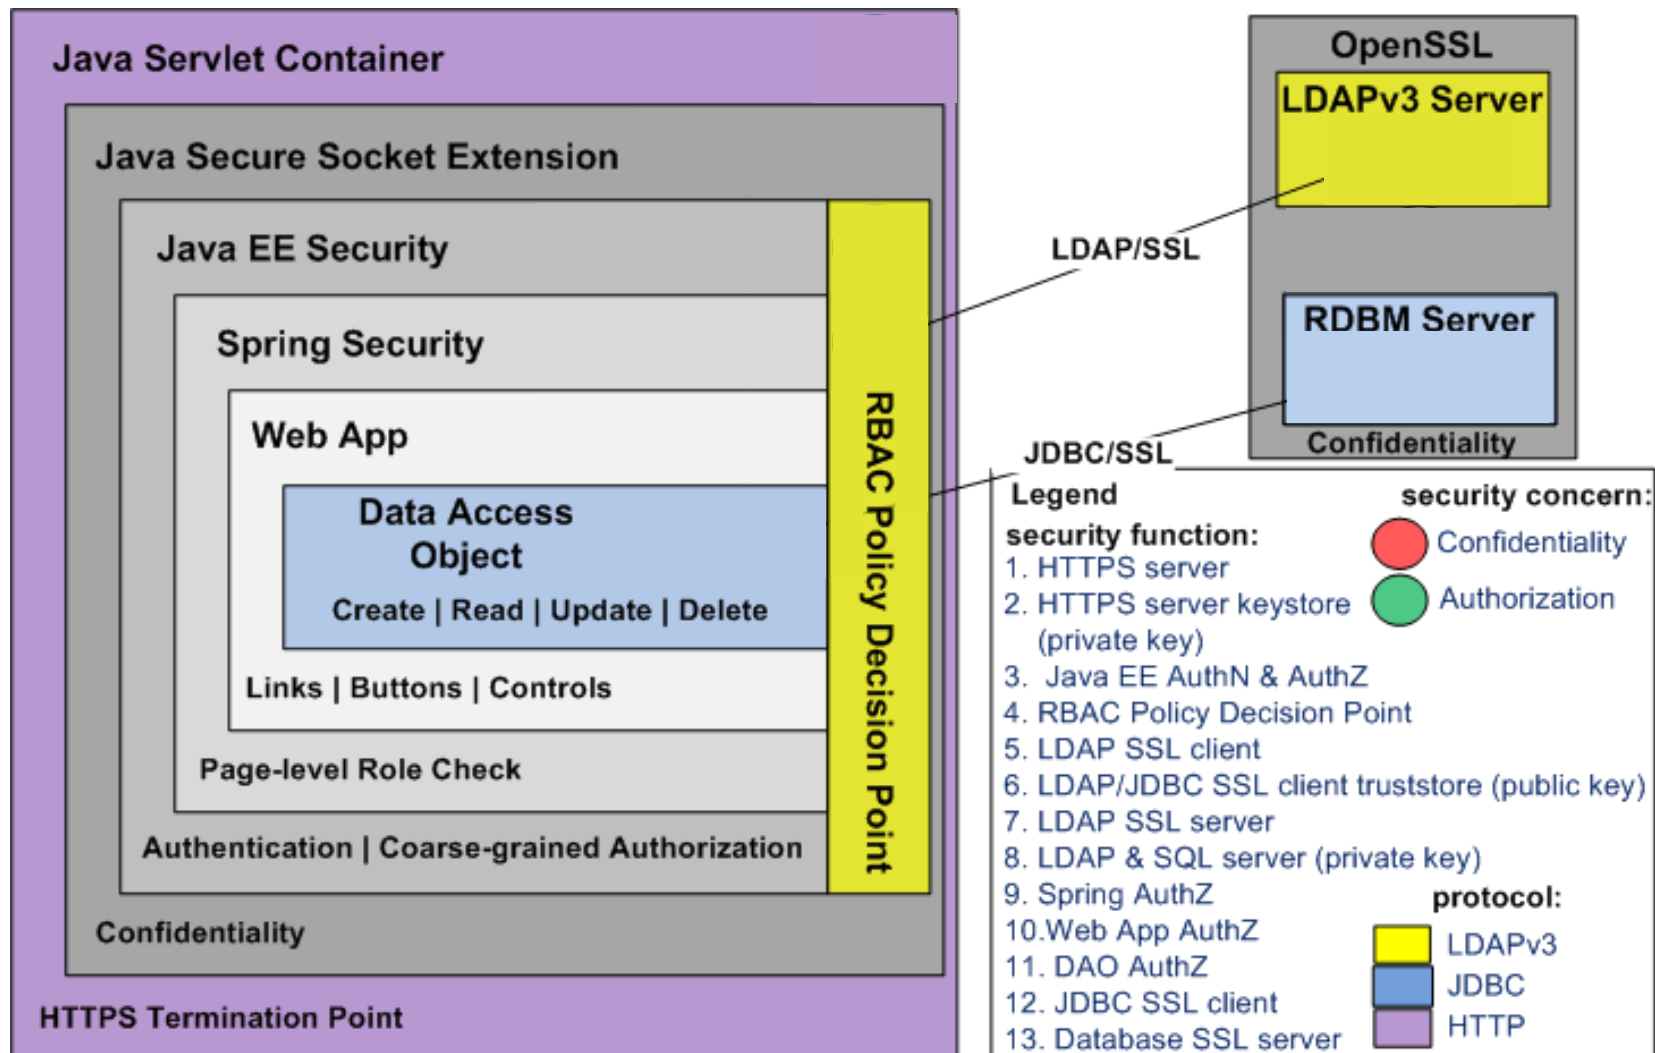 Java Servlet Container
Java Secure Socket Extension
Java EE Security
Spring Security
Web App
Data Access
Object
Create | Read | Update | Delete
Links | Buttons | Controls
Page-level Role Check
Authentication | Coarse-grained Authorization
Confidentiality
HTTPS Termination Point
RBAC Policy Decision Point
LDAP/SSL
JDBC/SSL
OpenSSL
LDAPv3 Server
RDBM Server
Confidentiality
Legend
security function:
1. HTTPS server
2. HTTPS server keystore
(private key)
3. Java EE AuthN & AuthZ
4. RBAC Policy Decision Point
5. LDAP SSL client
6. LDAP/JDBC SSL client truststore (public key)
7. LDAP SSL server
8. LDAP & SQL server (private key)
9. Spring AuthZ
10.Web App AuthZ
11. DAO AuthZ
12. JDBC SSL client
13. Database SSL server
security concern:
Confidentiality
Authorization
protocol:
LDAPv3
JDBC
HTTP